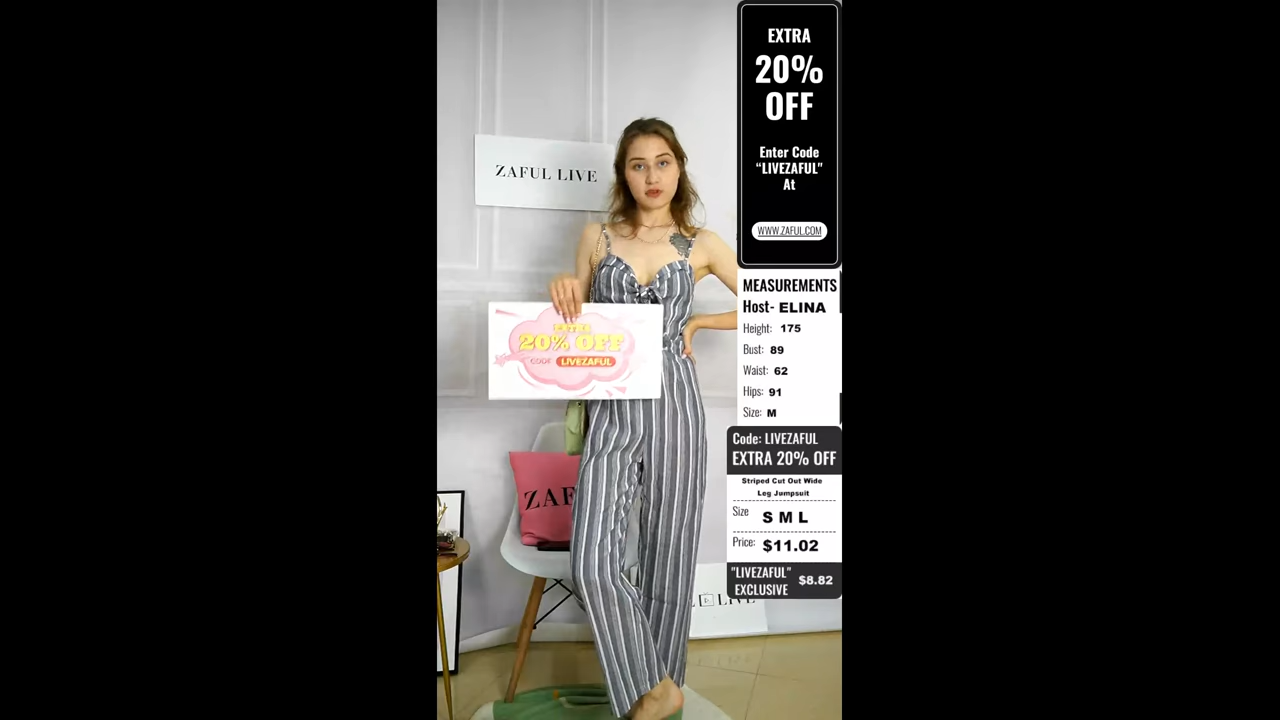 EXTRA
20%
OFF
Enter Code
"LIVEZAFUL"
At
WWW.ZAFUL.COM
ZAFUL LIVE
MEASUREMENTS
Host- ELINA
Height: 175
Bust: 89
Waist: 62
Hips: 91
Size: M
EXTRA
20% OFF
CODE LIVEZAFUL
Code: LIVEZAFUL
EXTRA 20% OFF
Striped Cut Out Wide
Leg Jumpsuit
Size S M L
Price: $11.02
"LIVEZAFUL"
EXCLUSIVE $8.82
ZAF
LIVE